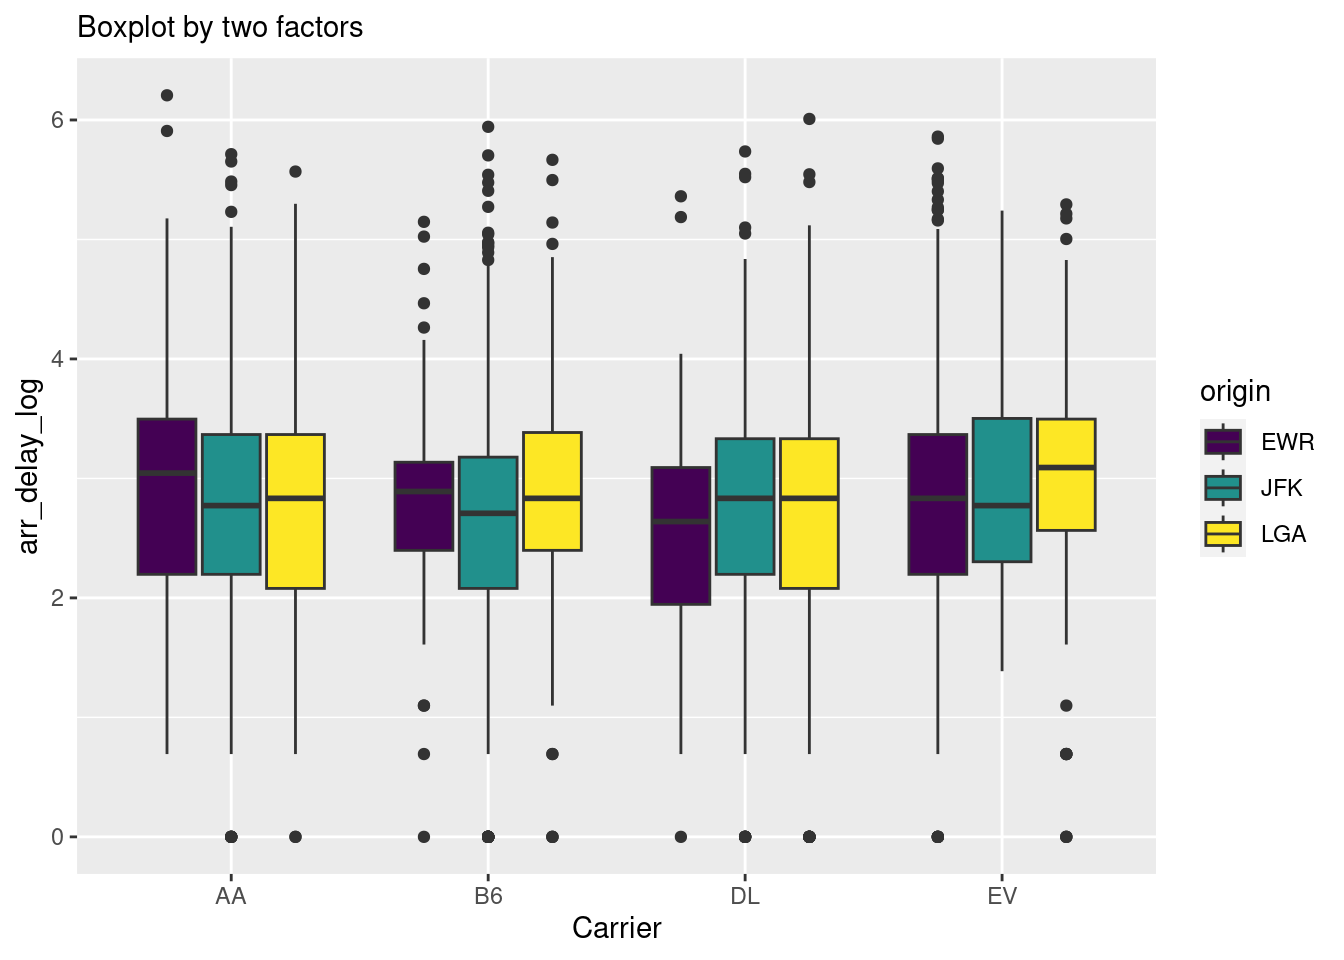 Boxplot by two factors
6
4
2
0
arr_delay_log
AA
B6
DL
EV
Carrier
origin
EWR
JFK
LGA